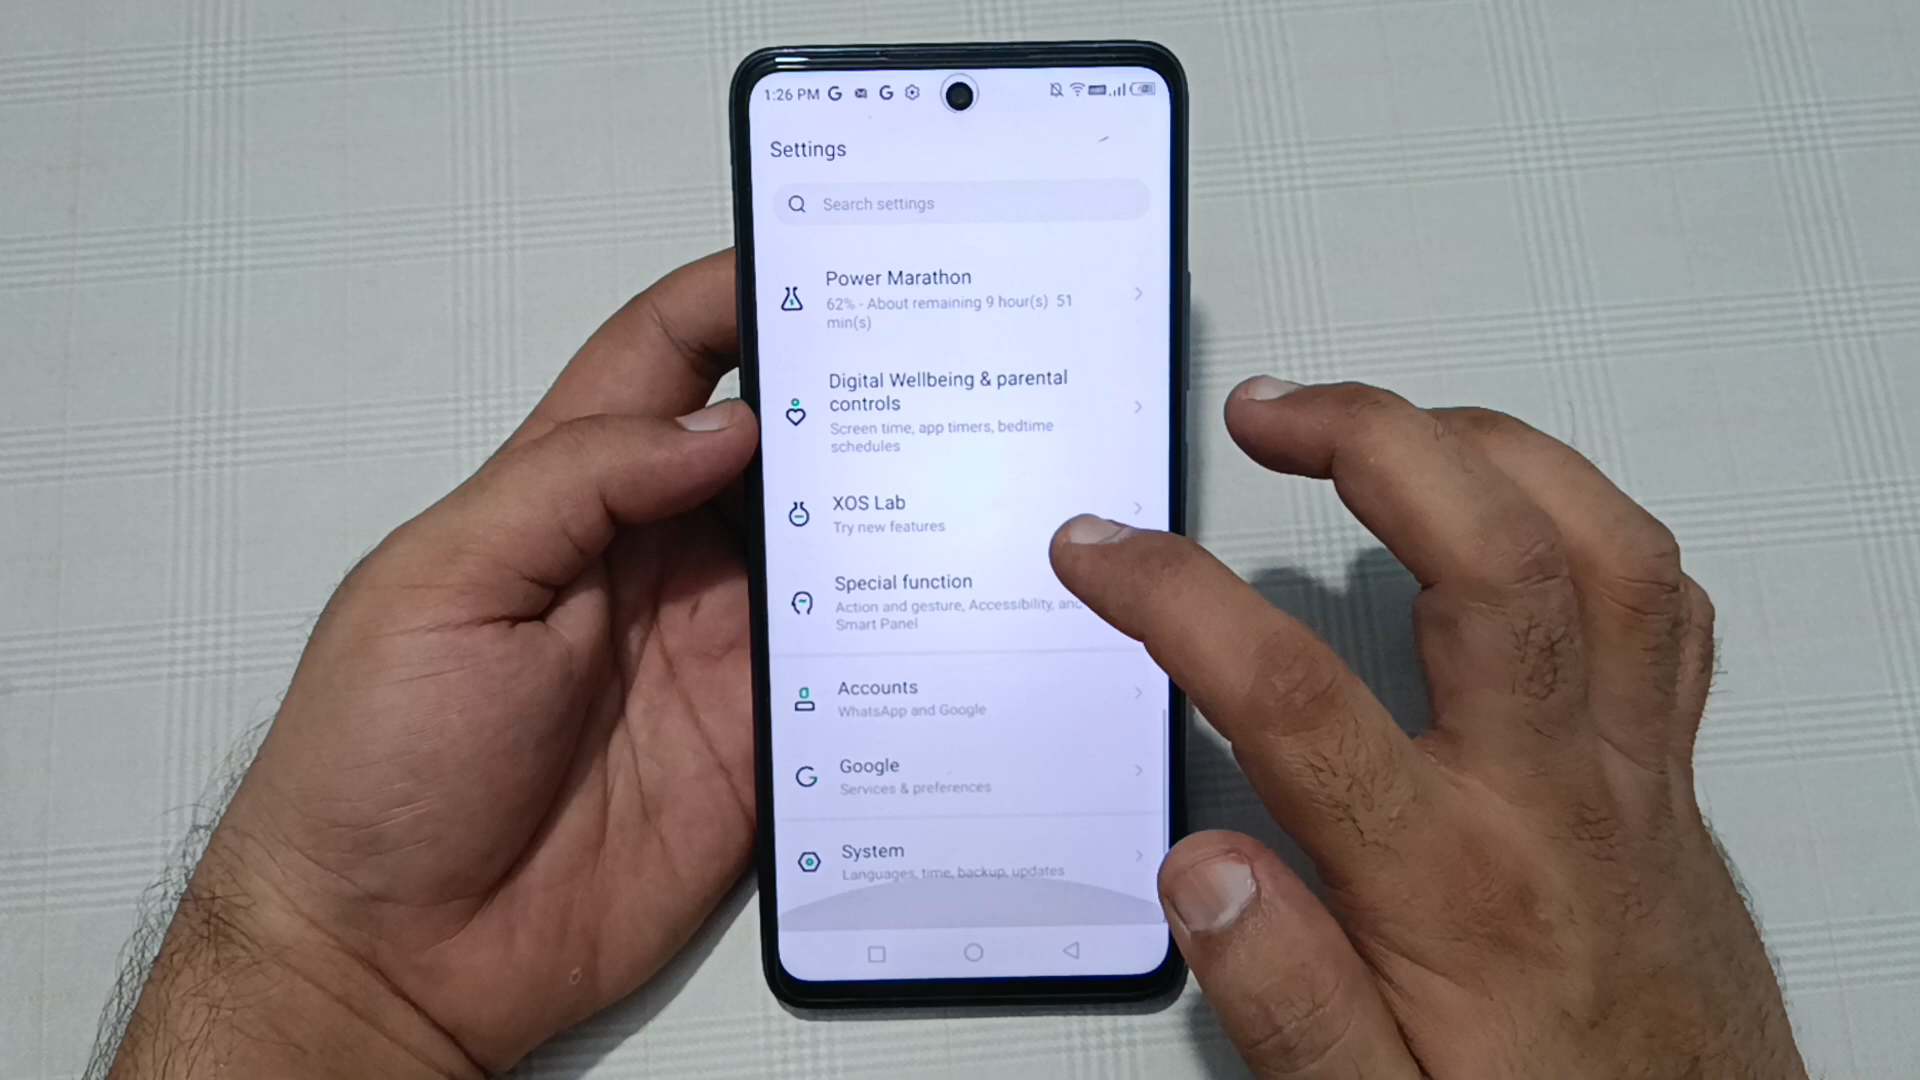 1:26 PM G G
Settings
Search settings
Power Marathon
62% - About remaining 9 hour(s) 51
min(s)
Digital Wellbeing & parental
controls
Screen time, app timers, bedtime
schedules
XOS Lab
Try new features
Special function
Action and gesture, Accessibility, and
Smart Panel
Accounts
WhatsApp and Google
Google
Services & preferences
System
Languages, time, backup, updates